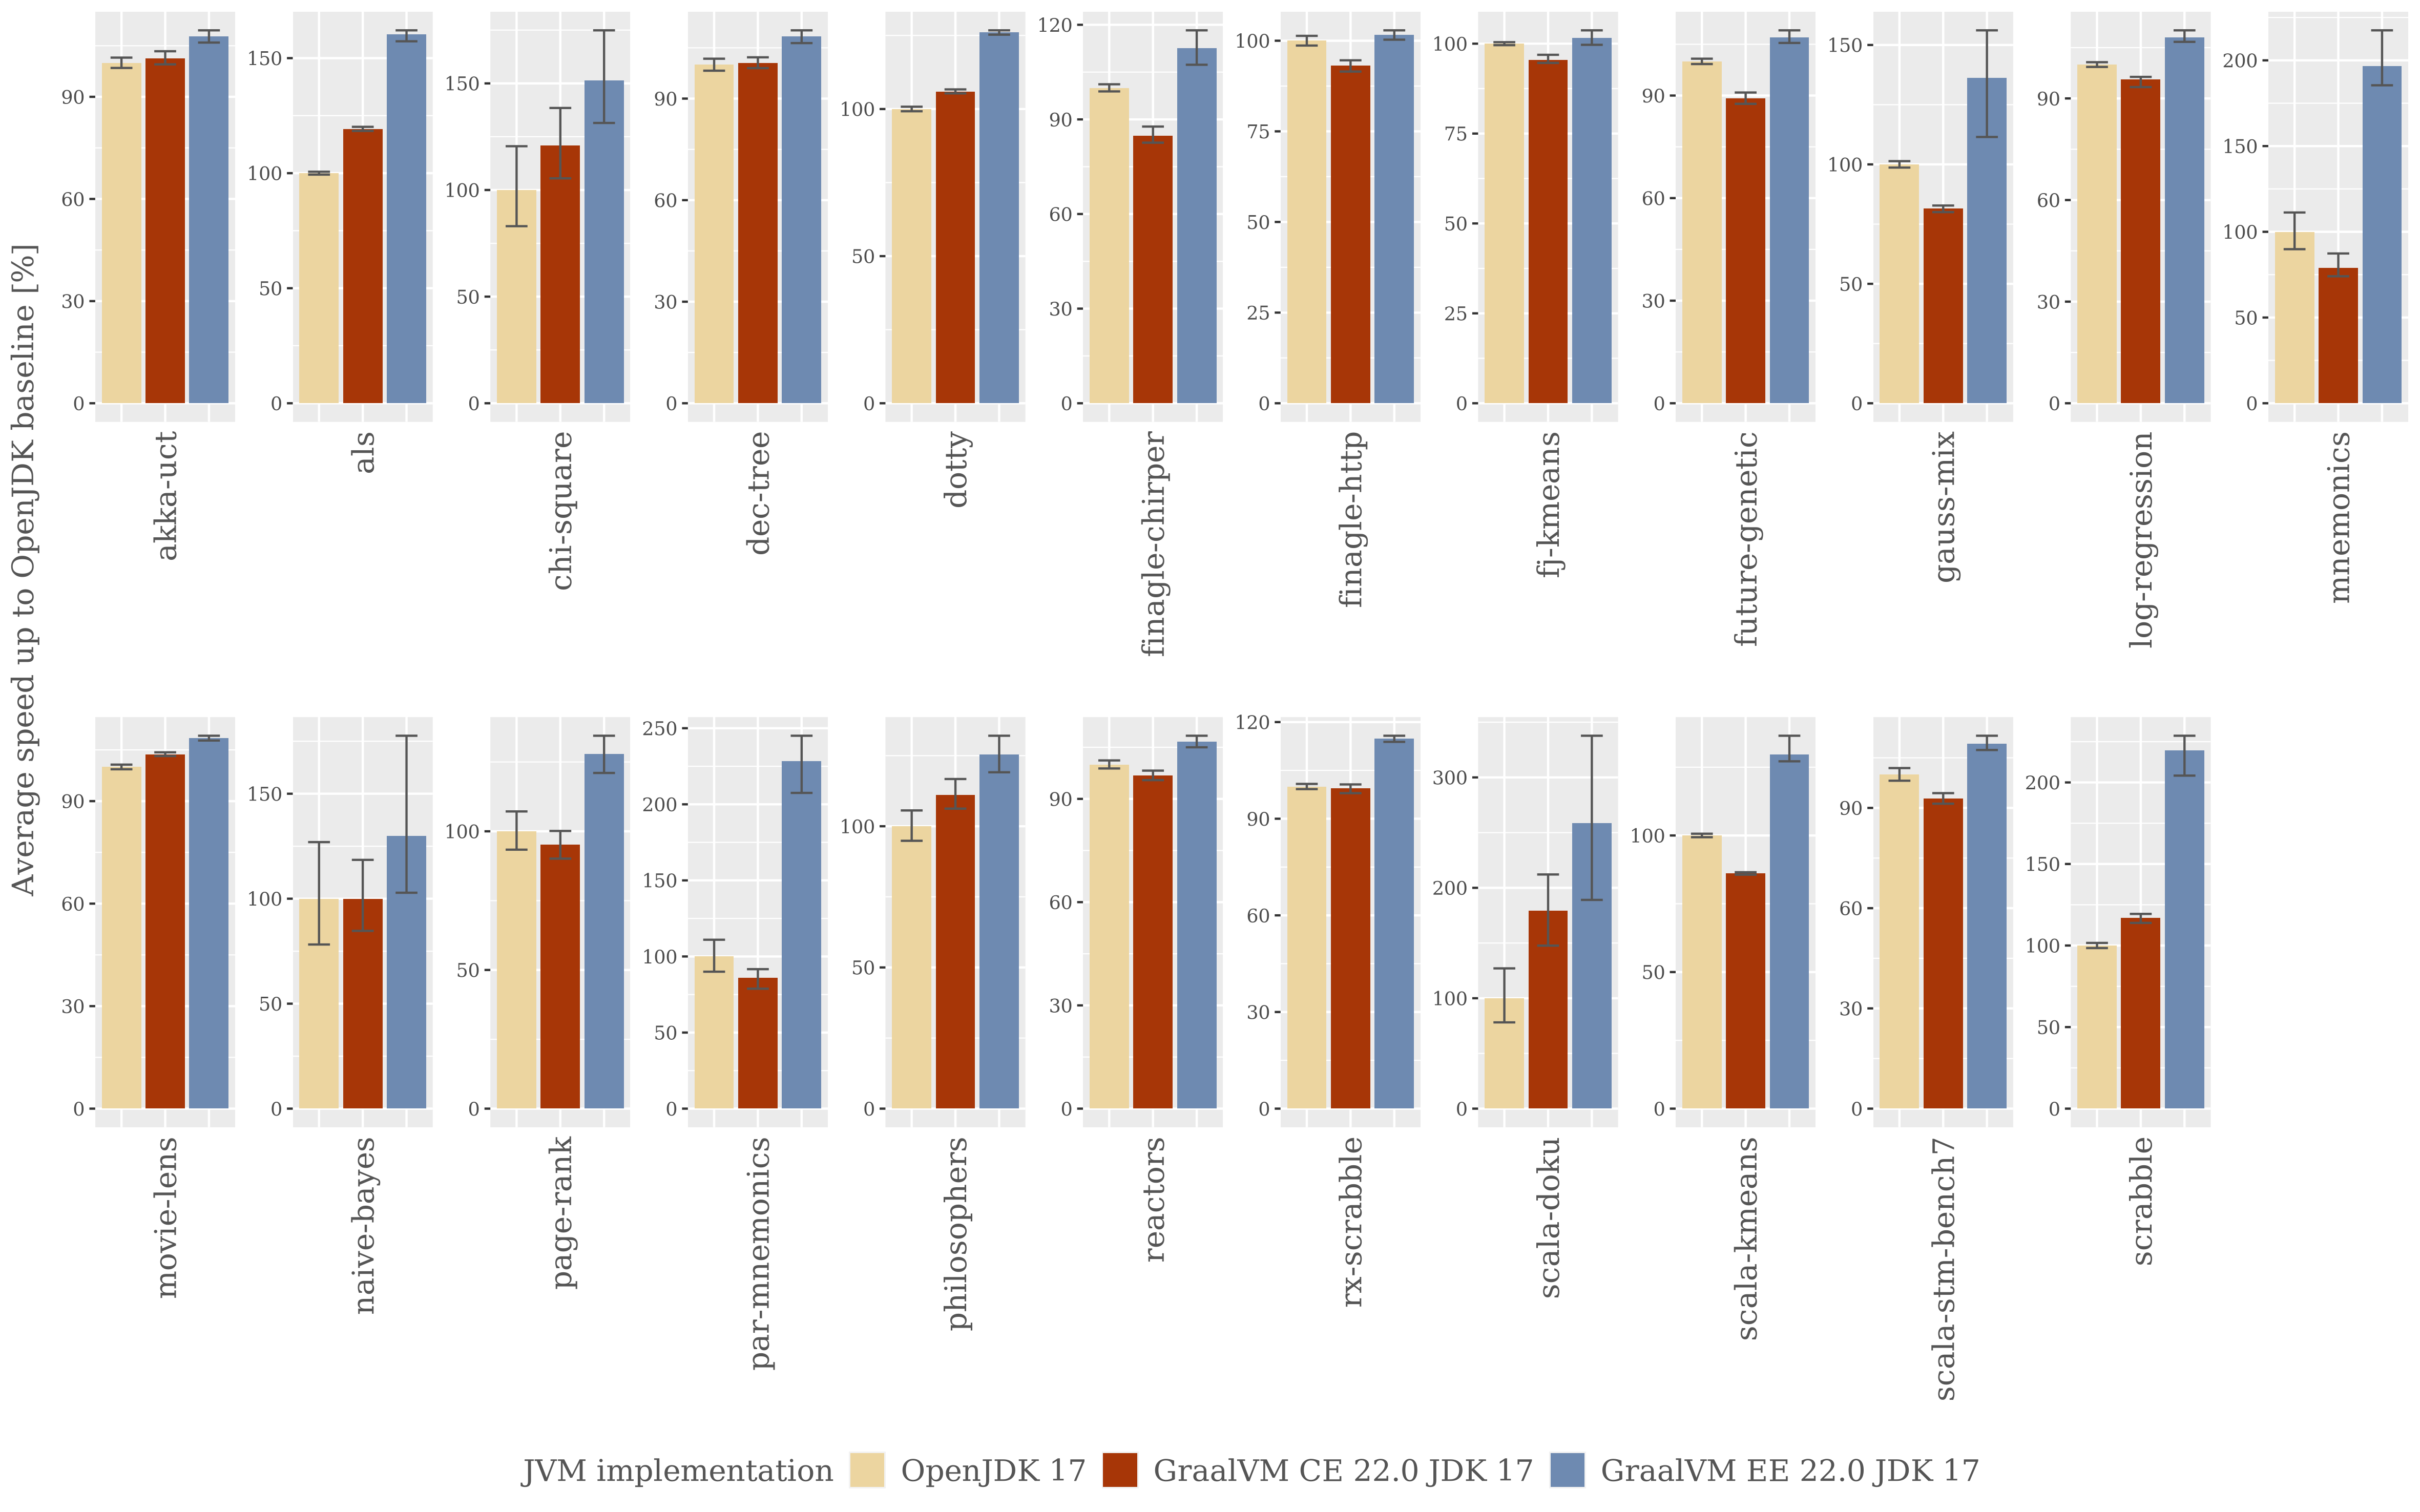 Average speed up to OpenJDK baseline [%]
0 30 60 90
0 50 100 150
0 50 100 150
0 30 60 90
0 50 100
0 30 60 90 120
0 25 50 75 100
0 25 50 75 100
0 30 60 90
0 50 100 150
0 30 60 90
0 50 100 150 200
akka-uct
als
chi-square
dec-tree
dotty
finagle-chirper
finagle-http
fj-kmeans
future-genetic
gauss-mix
log-regression
mnemonics
0 30 60 90
0 50 100 150
0 50 100
0 50 100 150 200 250
0 50 100
0 30 60 90
0 30 60 90 120
0 100 200 300
0 50 100
0 30 60 90
0 50 100 150 200
movie-lens
naive-bayes
page-rank
par-mnemonics
philosophers
reactors
rx-scrabble
scala-doku
scala-kmeans
scala-stm-bench7
scrabble
JVM implementation OpenJDK 17 GraalVM CE 22.0 JDK 17 GraalVM EE 22.0 JDK 17